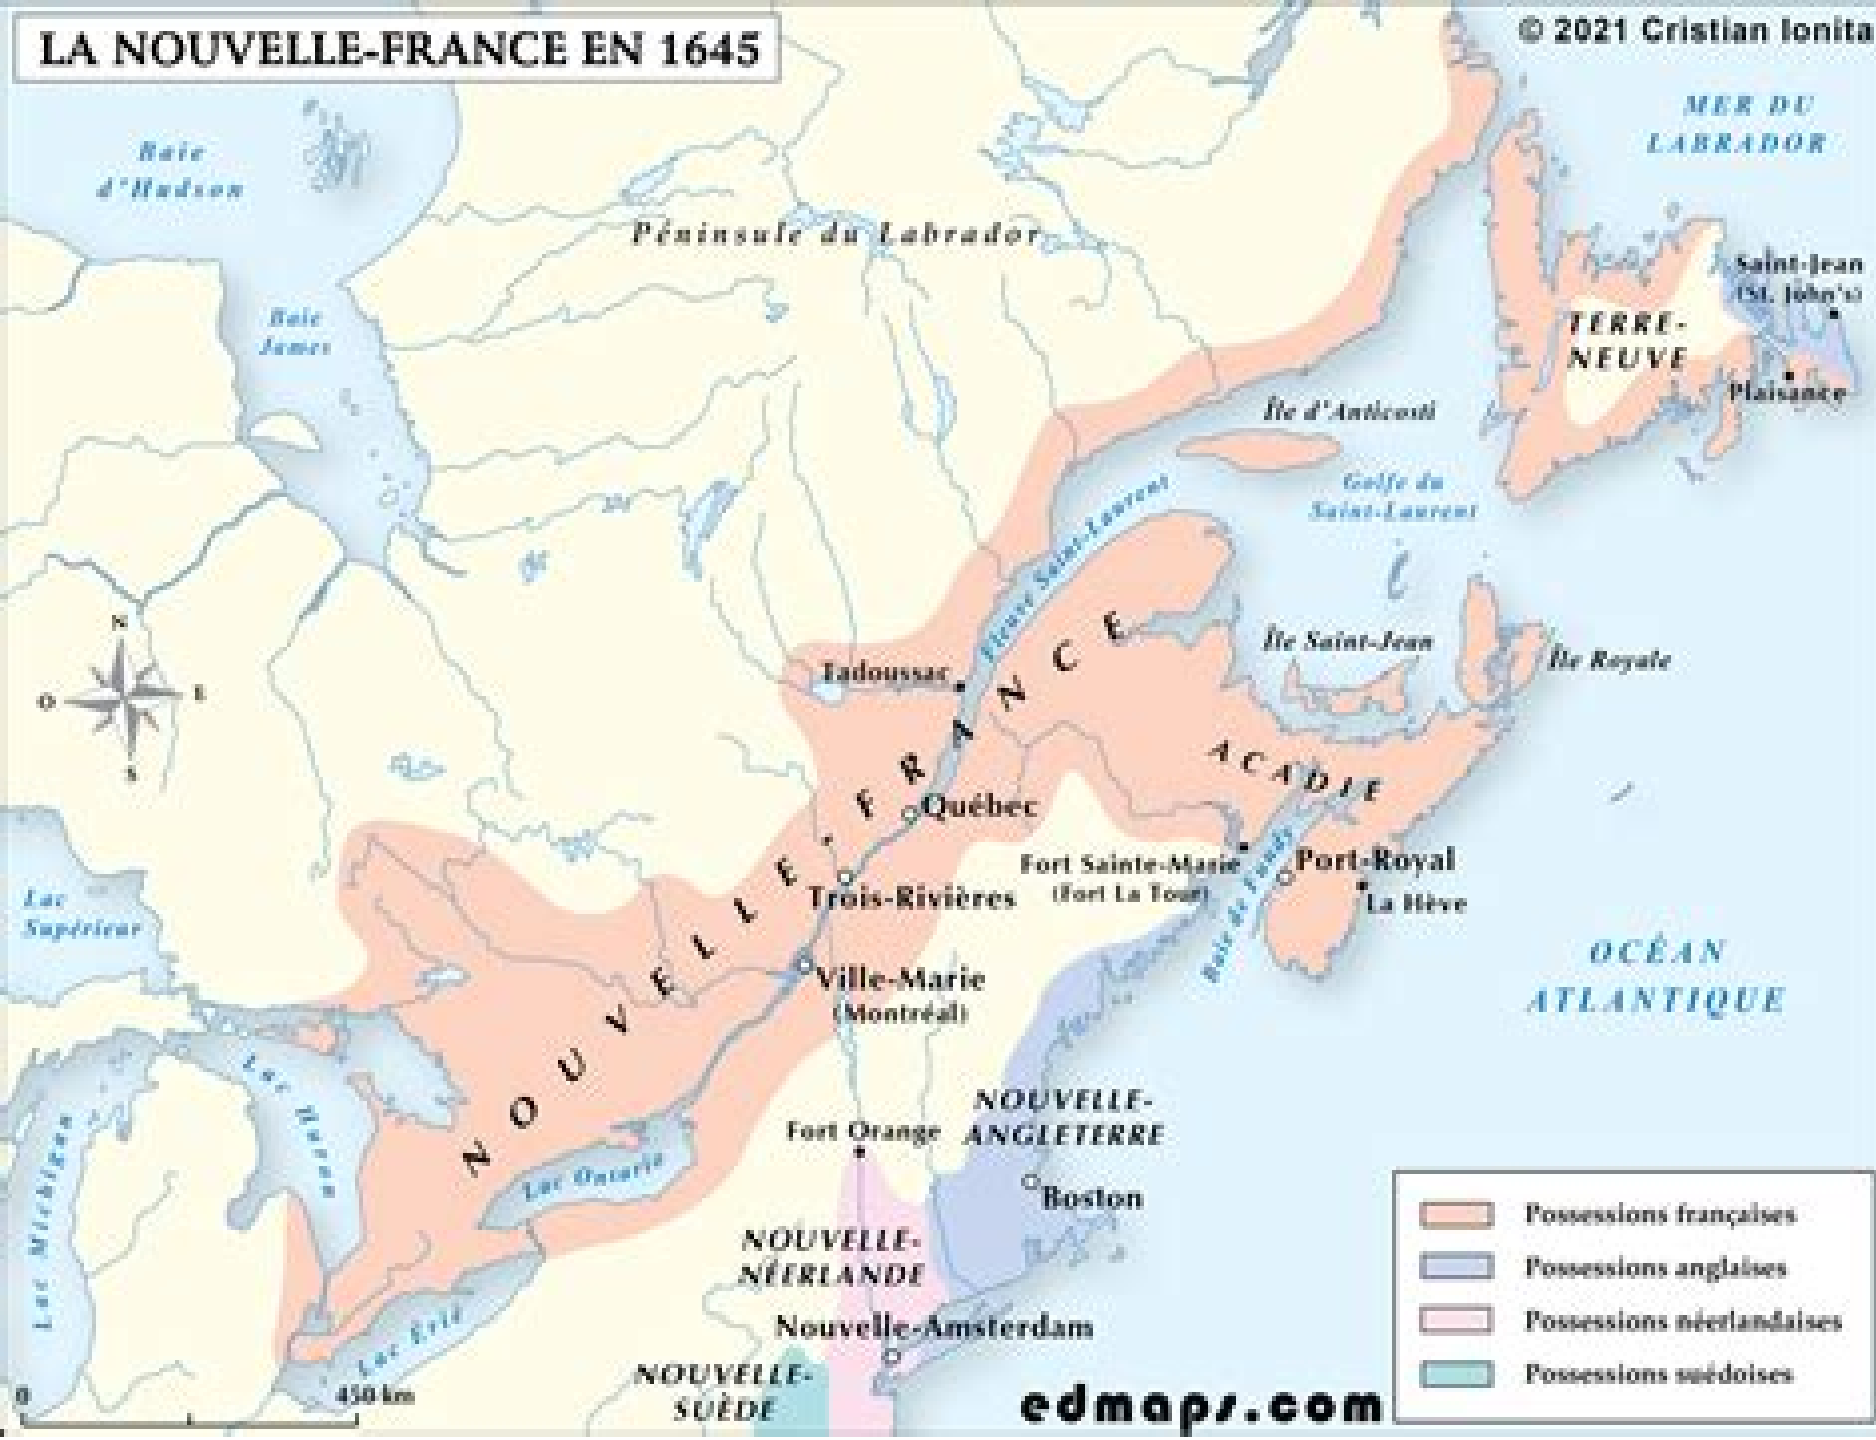 LA NOUVELLE-FRANCE EN 1645
© 2021 Cristian Ionita
MER DU
LABRADOR
Baie
d'Hudson
Péninsule du Labrador
Saint-Jean
(St. John's)
Baie
James
TERRE-
NEUVE
Plaisance
Île d'Anticosti
Golfe du
Saint-Laurent
Fleuve Saint-Laurent
N
O
E
S
Île Saint-Jean
Île Royale
Tadoussac
NOUVELLE-FRANCE
ACADIE
Québec
Fort Sainte-Marie
(Fort La Tour)
Port-Royal
La Hève
Baie de Fundy
Trois-Rivières
Lac
Supérieur
Ville-Marie
(Montréal)
OCÉAN
ATLANTIQUE
Lac Huron
Lac Michigan
NOUVELLE-
ANGLETERRE
Fort Orange
Lac Ontario
Boston
NOUVELLE-
NÉERLANDE
Lac Érié
Nouvelle-Amsterdam
NOUVELLE-
SUÈDE
0
450 km
Possessions françaises
Possessions anglaises
Possessions néerlandaises
Possessions suédoises
edmaps.com